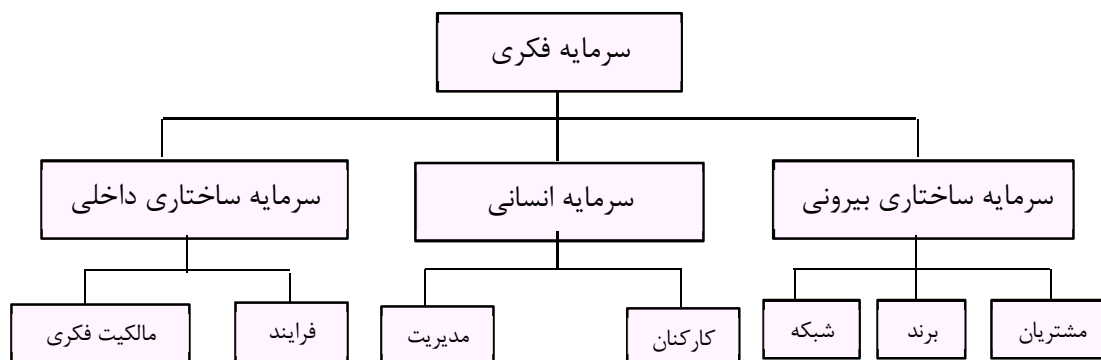 سرمایه فکری
سرمایه ساختاری بیرونی
سرمایه انسانی
سرمایه ساختاری داخلی
مشتریان
برند
شبکه
کارکنان
مدیریت
فرایند
مالکیت فکری